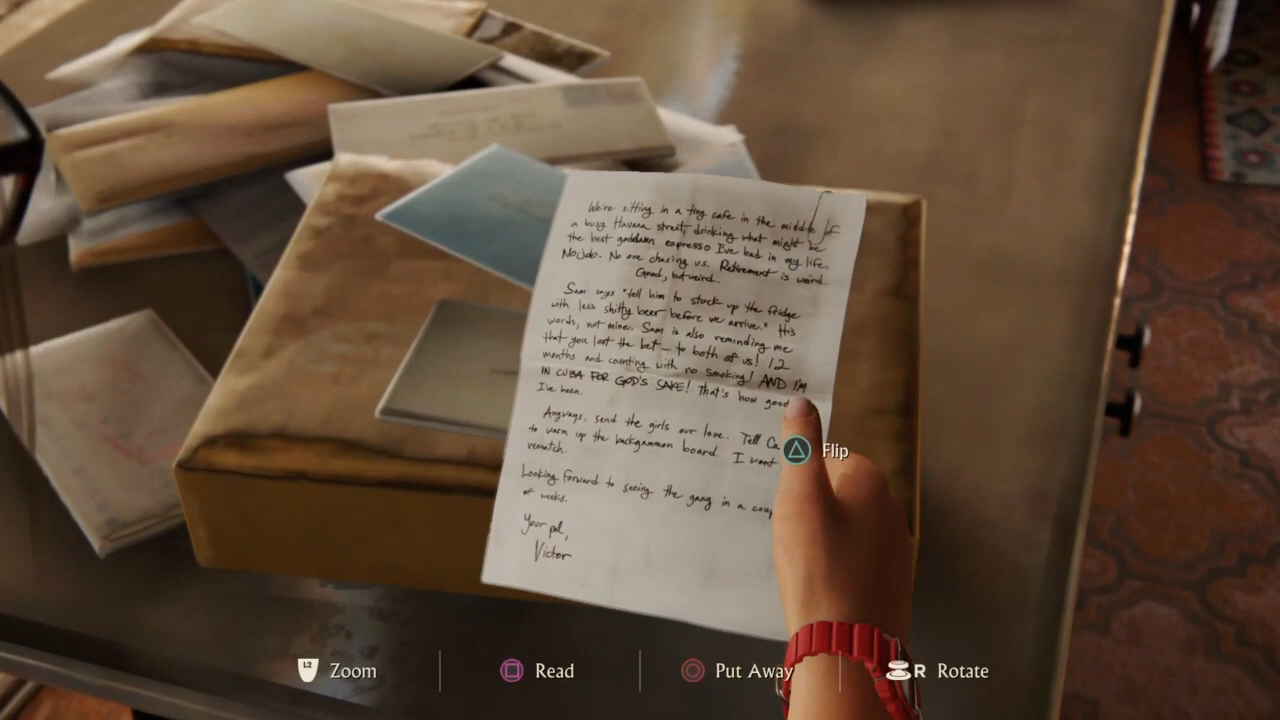 We're sitting in a tiny cafe in the middle of
a busy Havana street, drinking what might be
the best goddamn espresso I've had in my life.
No job. No one chasing us. Retirement is weird.
Good, but weird.
Sam says "tell him to stock up the fridge
with less shitty beer before we arrive." His
words, not mine. Sam is also reminding me
that you lost the bet — to both of us! 12
months and counting with no smoking! AND I'M
IN CUBA FOR GOD'S SAKE! That's how good
I've been.
Anyways, send the girls our love. Tell Ca
to warm up the backgammon board. I want
rematch.
Looking forward to seeing the gang in a coup
of weeks.
Your pal,
Victor
Flip
L2 Zoom
Read
Put Away
R Rotate